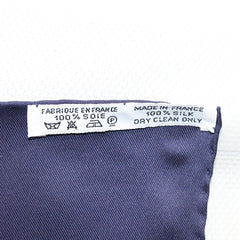 FABRIQUE EN FRANCE
100% SOIE
MADE IN FRANCE
100% SILK
DRY CLEAN ONLY